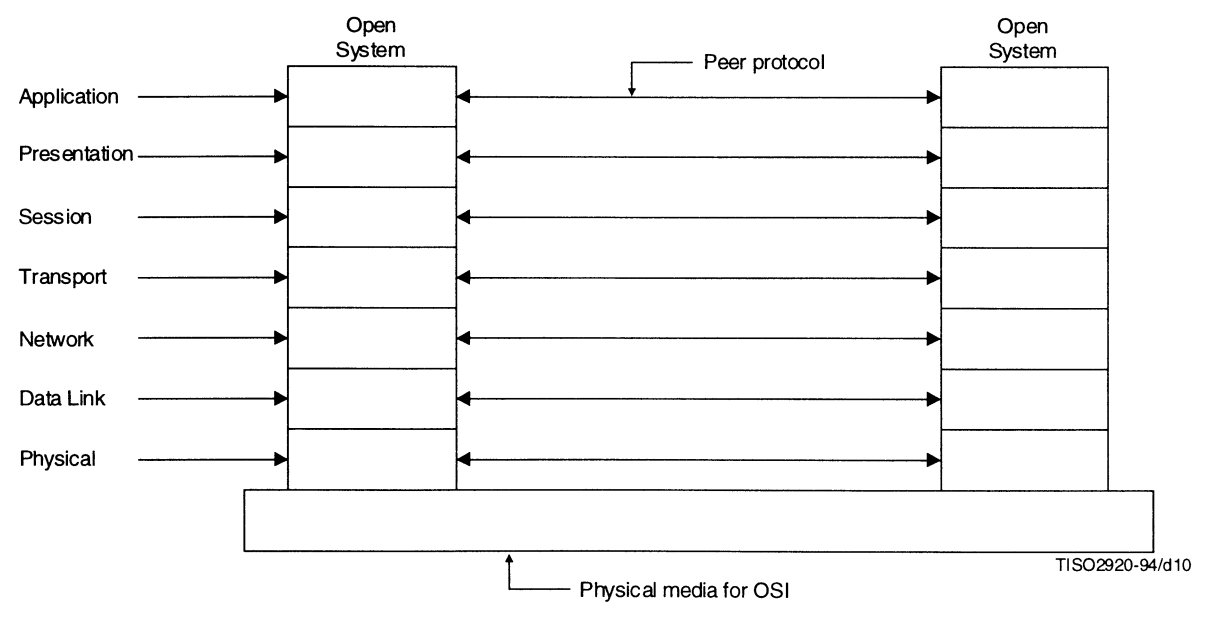 Open
System
Open
System
Peer protocol
Application
Presentation
Session
Transport
Network
Data Link
Physical
TISO2920-94/d10
Physical media for OSI